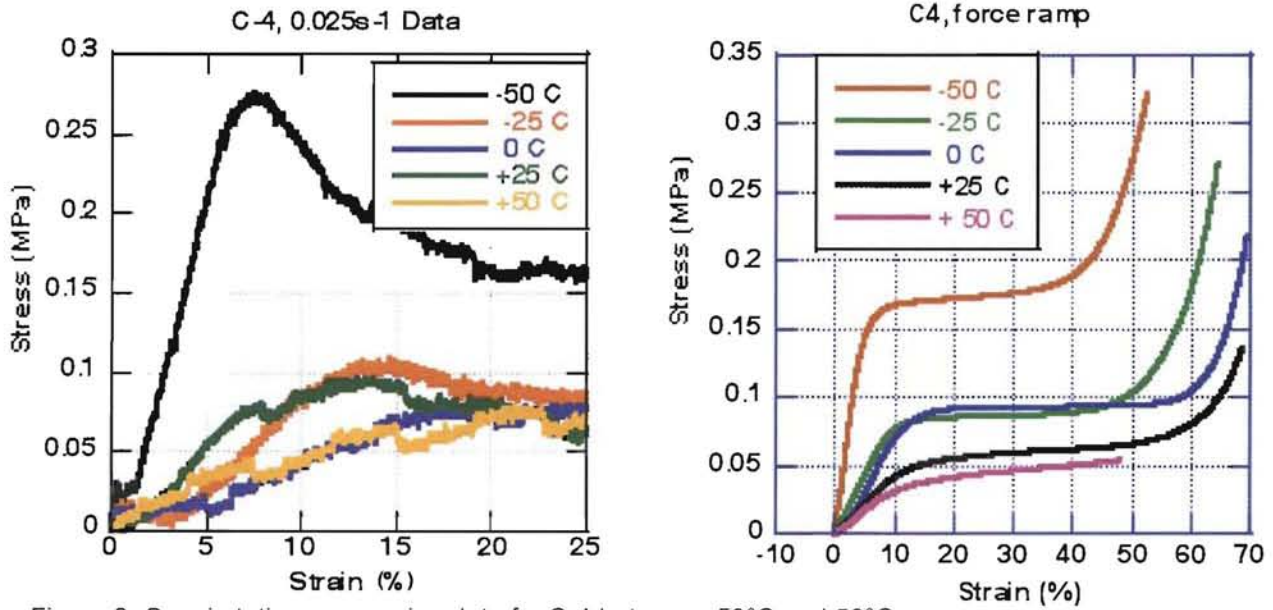 C-4, 0.025s-1 Data
0.3
0.25
0.2
0.15
0.1
0.05
0
Stress (MPa)
-50 C
-25 C
0 C
+25 C
+50 C
0 5 10 15 20 25
Strain (%)
C4, force ramp
0.35
0.3
0.25
0.2
0.15
0.1
0.05
0
Stress (MPa)
-50 C
-25 C
0 C
+25 C
+ 50 C
-10 0 10 20 30 40 50 60 70
Strain (%)